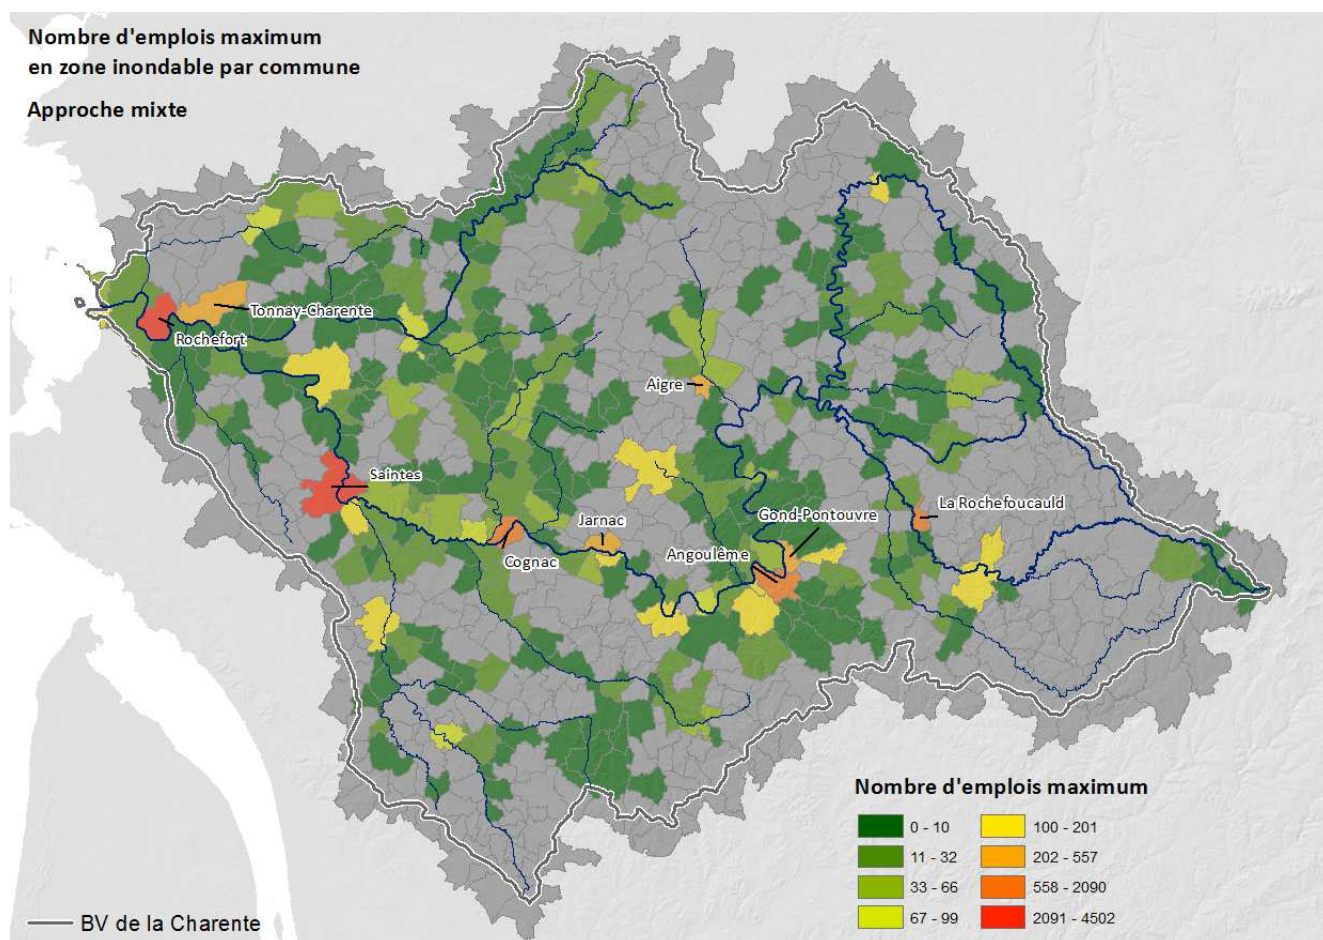 Nombre d'emplois maximum
en zone inondable par commune
Approche mixte
Tonnay-Charente
Rochefort
Aigre
Saintes
La Rochefoucauld
Gond-Pontouvre
Jarnac
Angoulême
Cognac
Nombre d'emplois maximum
0 - 10
100 - 201
11 - 32
202 - 557
33 - 66
558 - 2090
67 - 99
2091 - 4502
BV de la Charente